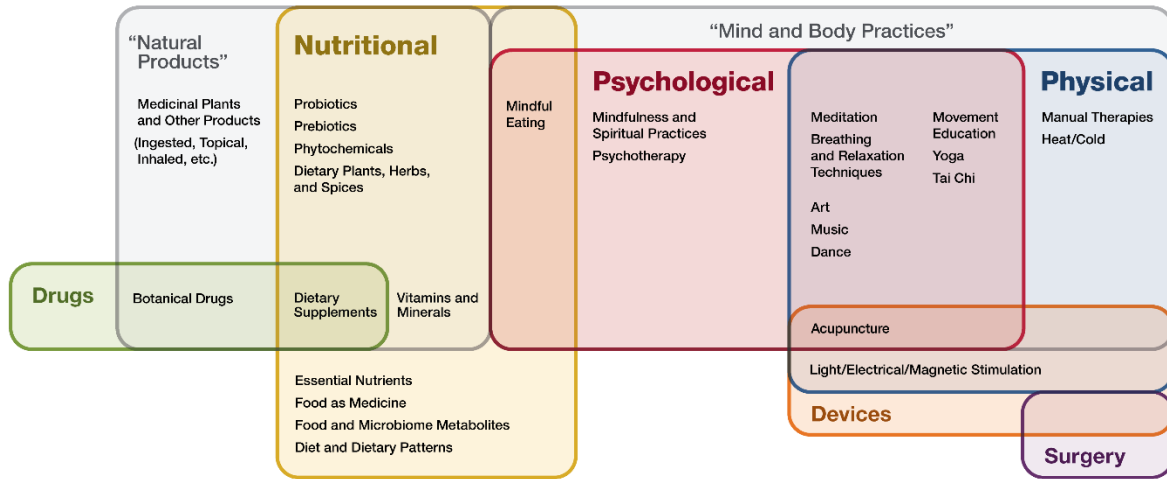 “Natural
Products”
Medicinal Plants
and Other Products
(Ingested, Topical,
Inhaled, etc.)
Nutritional
Probiotics
Prebiotics
Phytochemicals
Dietary Plants, Herbs,
and Spices
“Mind and Body Practices”
Mindful
Eating
Psychological
Mindfulness and
Spiritual Practices
Psychotherapy
Meditation
Breathing
and Relaxation
Techniques
Art
Music
Dance
Movement
Education
Yoga
Tai Chi
Physical
Manual Therapies
Heat/Cold
Drugs
Botanical Drugs
Dietary
Supplements
Vitamins and
Minerals
Essential Nutrients
Food as Medicine
Food and Microbiome Metabolites
Diet and Dietary Patterns
Acupuncture
Light/Electrical/Magnetic Stimulation
Devices
Surgery